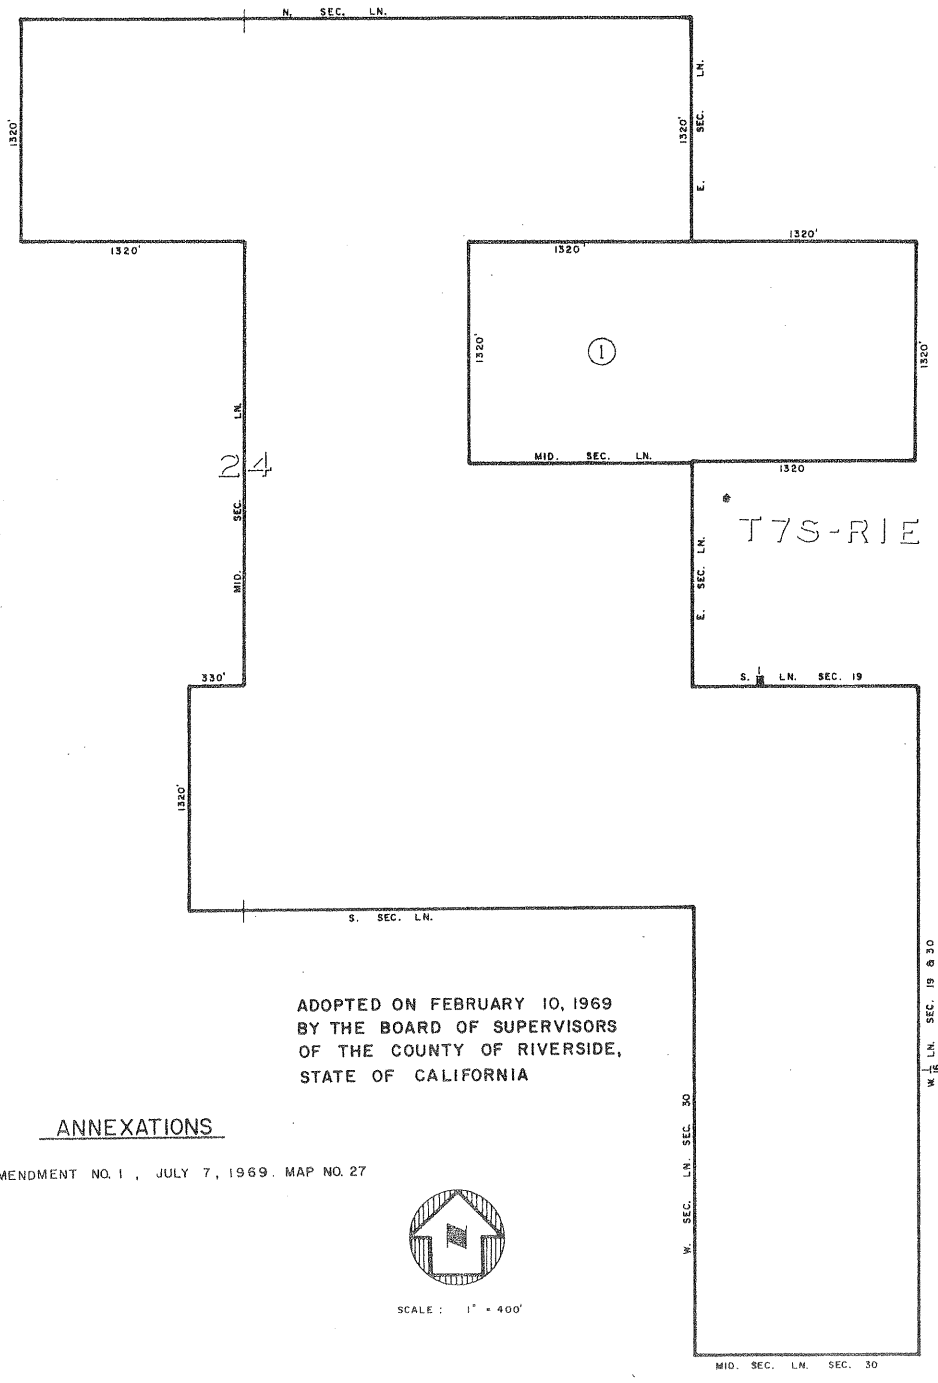 N. SEC. LN.
1320'
1320'
E. SEC. LN.
1320'
1320'
1320'
1320'
1
1320'
MID. SEC. LN.
24
MID. SEC. LN.
MID. SEC. LN.
1320
T7S-R1E
E. SEC. LN.
330'
S. LN. SEC. 19
1320'
S. SEC. LN.
W. 1/16 LN. SEC. 19 & 30
ADOPTED ON FEBRUARY 10, 1969
BY THE BOARD OF SUPERVISORS
OF THE COUNTY OF RIVERSIDE,
STATE OF CALIFORNIA
ANNEXATIONS
MENDMENT NO. 1, JULY 7, 1969. MAP NO. 27
W. SEC. LN. SEC. 30
N
SCALE: 1" = 400'
MID. SEC. LN. SEC. 30